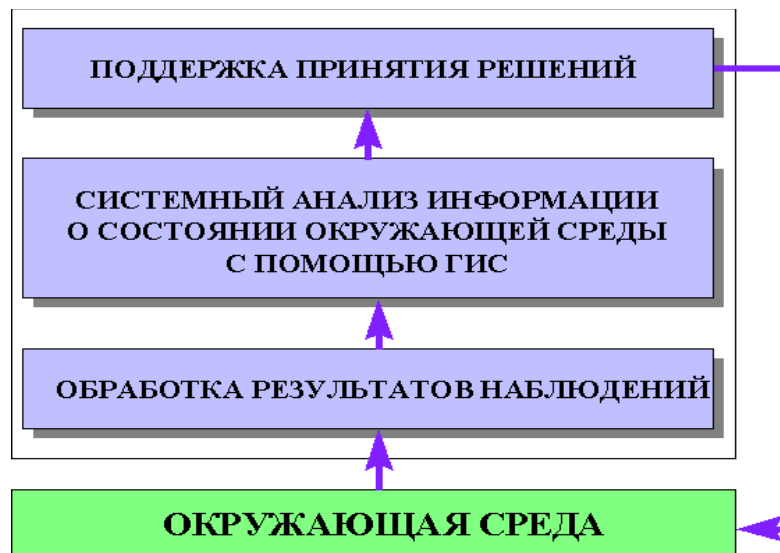 ПОДДЕРЖКА ПРИНЯТИЯ РЕШЕНИЙ
СИСТЕМНЫЙ АНАЛИЗ ИНФОРМАЦИИ
О СОСТОЯНИИ ОКРУЖАЮЩЕЙ СРЕДЫ
С ПОМОЩЬЮ ГИС
ОБРАБОТКА РЕЗУЛЬТАТОВ НАБЛЮДЕНИЙ
ОКРУЖАЮЩАЯ СРЕДА